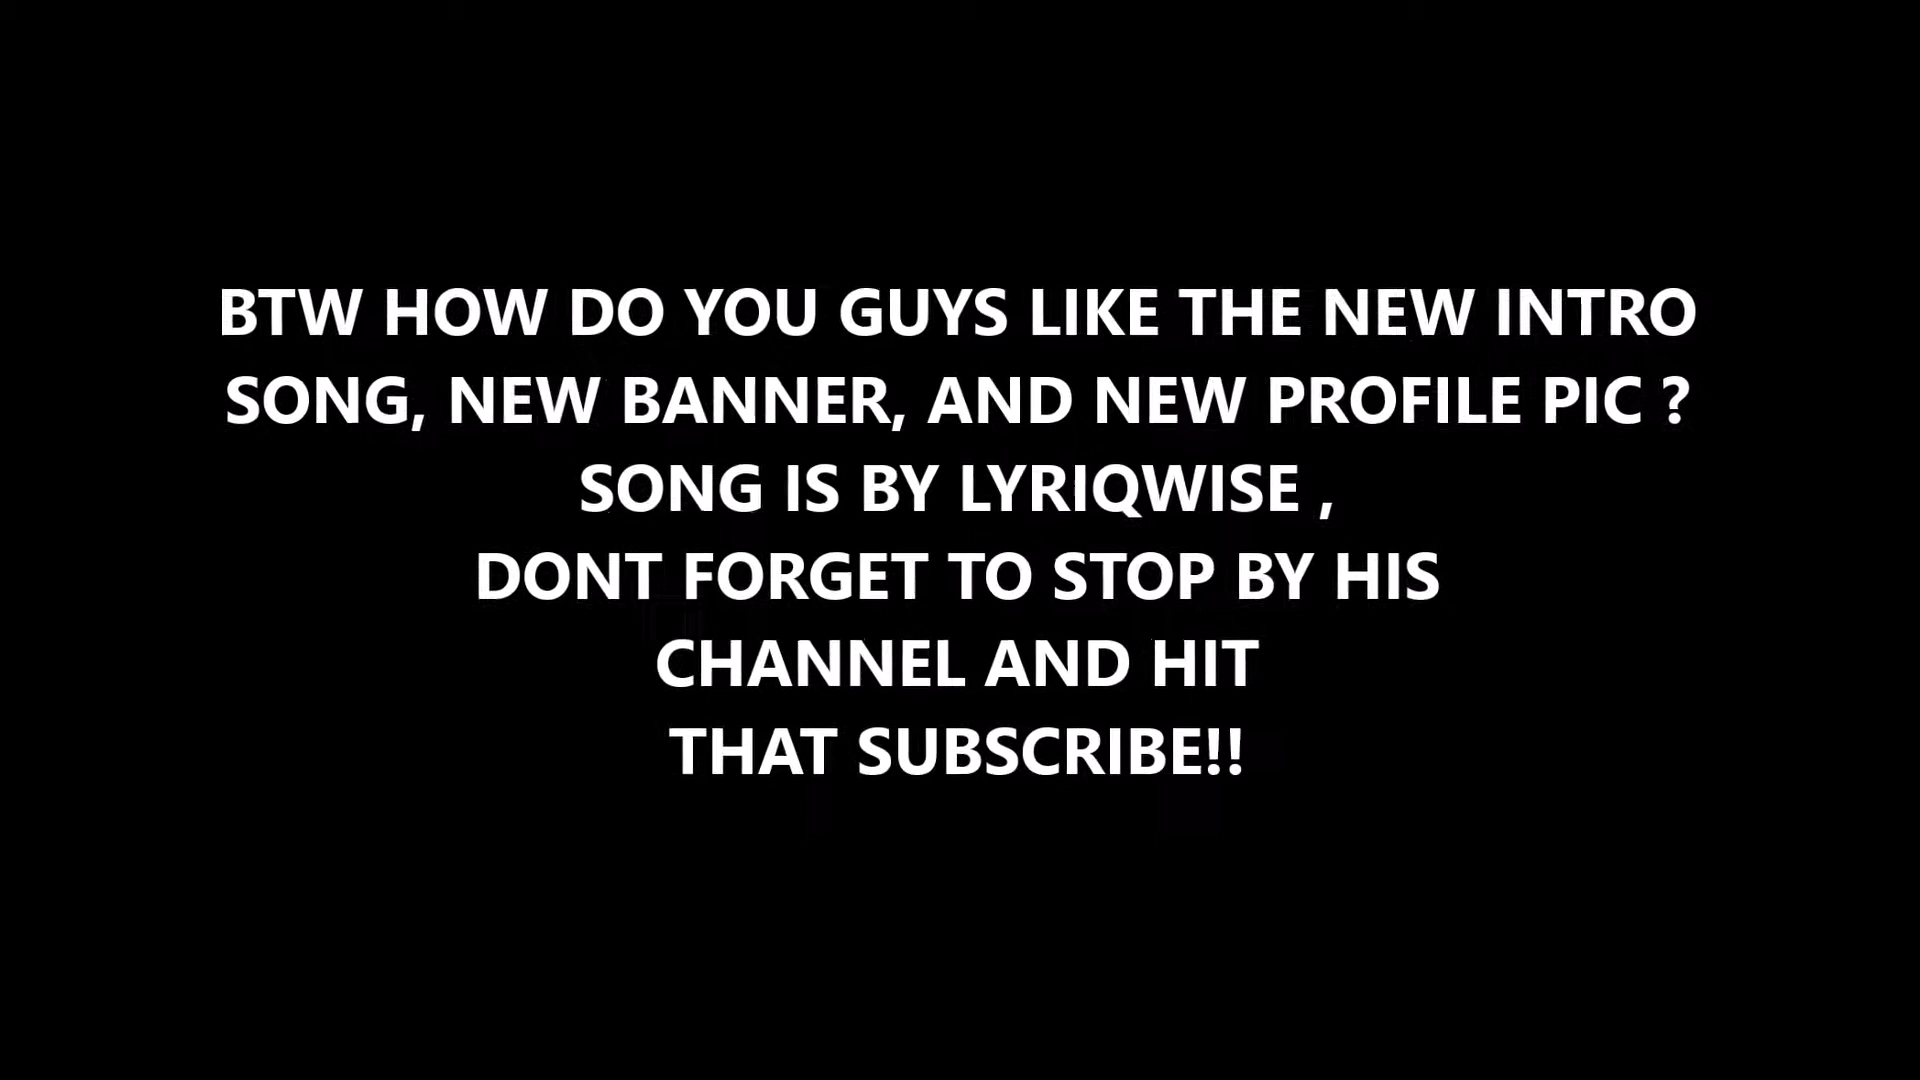 BTW HOW DO YOU GUYS LIKE THE NEW INTRO
SONG, NEW BANNER, AND NEW PROFILE PIC ?
SONG IS BY LYRIQWISE ,
DONT FORGET TO STOP BY HIS
CHANNEL AND HIT
THAT SUBSCRIBE!!